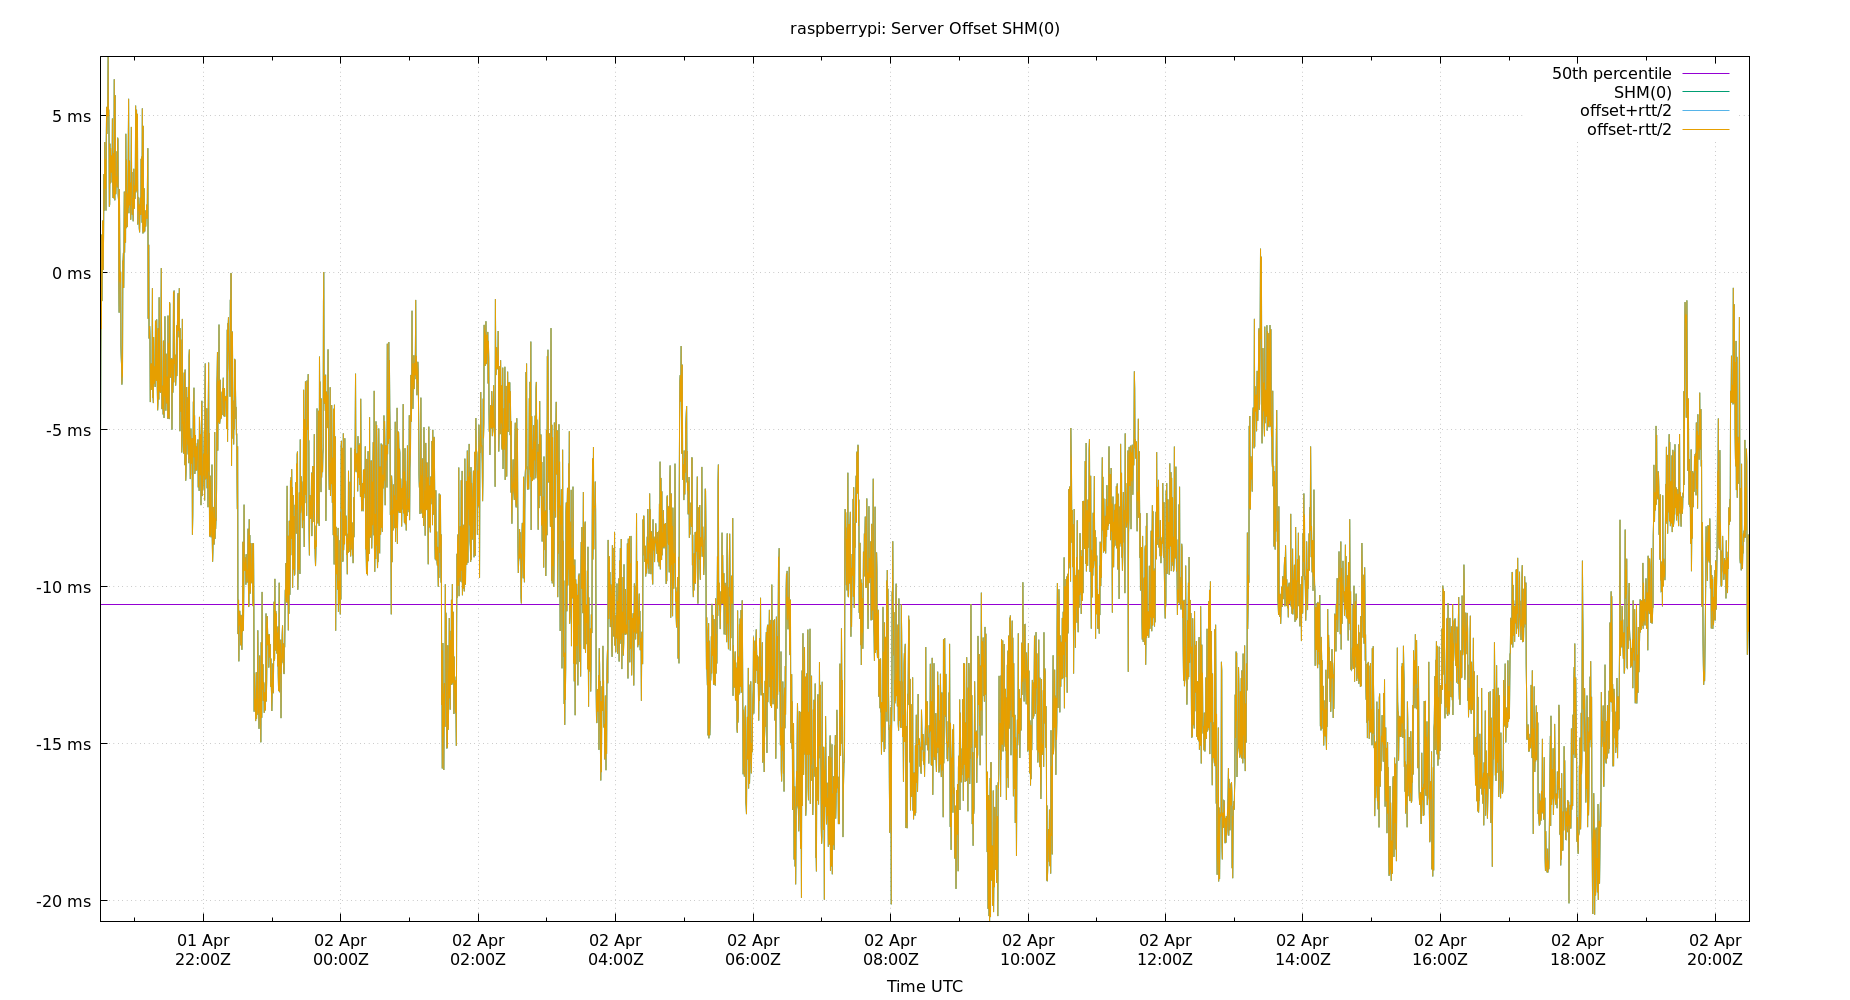 raspberrypi: Server Offset SHM(0)
50th percentile
SHM(0)
offset+rtt/2
offset-rtt/2
5 ms
0 ms
-5 ms
-10 ms
-15 ms
-20 ms
01 Apr 02 Apr 02 Apr 02 Apr 02 Apr 02 Apr 02 Apr 02 Apr 02 Apr 02 Apr 02 Apr 02 Apr
22:00Z 00:00Z 02:00Z 04:00Z 06:00Z 08:00Z 10:00Z 12:00Z 14:00Z 16:00Z 18:00Z 20:00Z
Time UTC